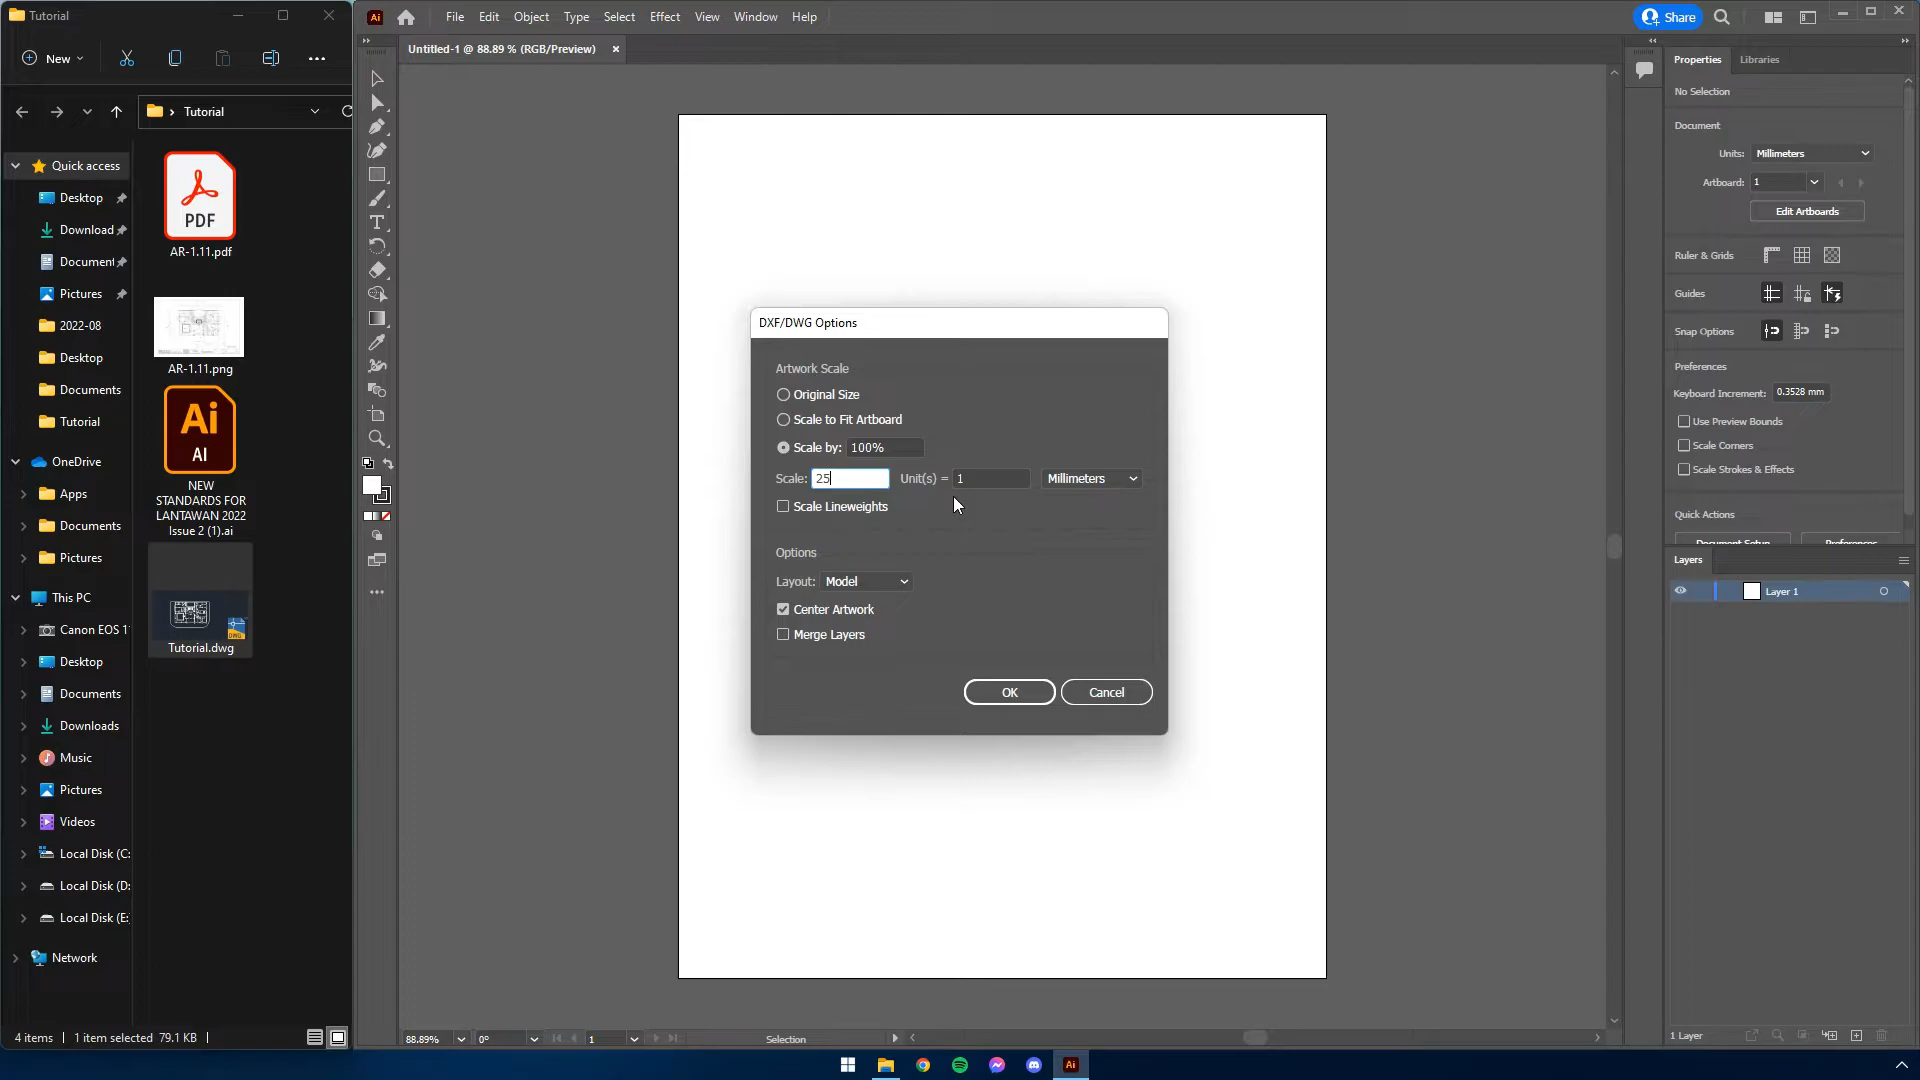 Tutorial
New
Tutorial
Quick access
Desktop
Download
Document
Pictures
2022-08
Desktop
Documents
Tutorial
OneDrive
Apps
Documents
Pictures
This PC
Canon EOS 1
Desktop
Documents
Downloads
Music
Pictures
Videos
Local Disk (C:
Local Disk (D:
Local Disk (E:
Network
PDF
AR-1.11.pdf
AR-1.11.png
Ai
AI
NEW
STANDARDS FOR
LANTAWAN 2022
Issue 2 (1).ai
DWG
Tutorial.dwg
4 items
1 item selected 79.1 KB
Ai
File Edit Object Type Select Effect View Window Help
Share
Untitled-1 @ 88.89 % (RGB/Preview)
DXF/DWG Options
Artwork Scale
Original Size
Scale to Fit Artboard
Scale by: 100%
Scale: 25 Unit(s) = 1 Millimeters
Scale Lineweights
Options
Layout: Model
Center Artwork
Merge Layers
OK Cancel
Properties Libraries
No Selection
Document
Units: Millimeters
Artboard: 1
Edit Artboards
Ruler & Grids
Guides
Snap Options
Preferences
Keyboard Increment: 0.3528 mm
Use Preview Bounds
Scale Corners
Scale Strokes & Effects
Quick Actions
Document Setup Preferences
Layers
Layer 1
1 Layer
88.89% 0° 1 Selection
Ai